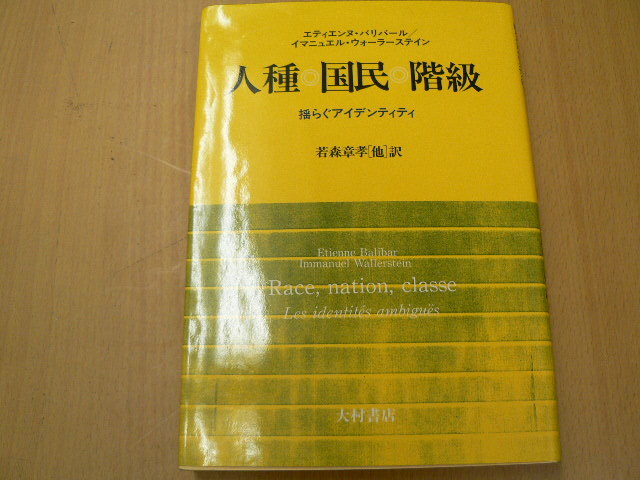 エティエンヌ・バリバール/
イマニュエル・ウォーラーステイン
人種◎国民◎階級
揺らぐアイデンティティ
若森章孝[他]訳
Etienne Balibar
Immanuel Wallerstein
Race, nation, classe
Les identités ambiguës
大村書店